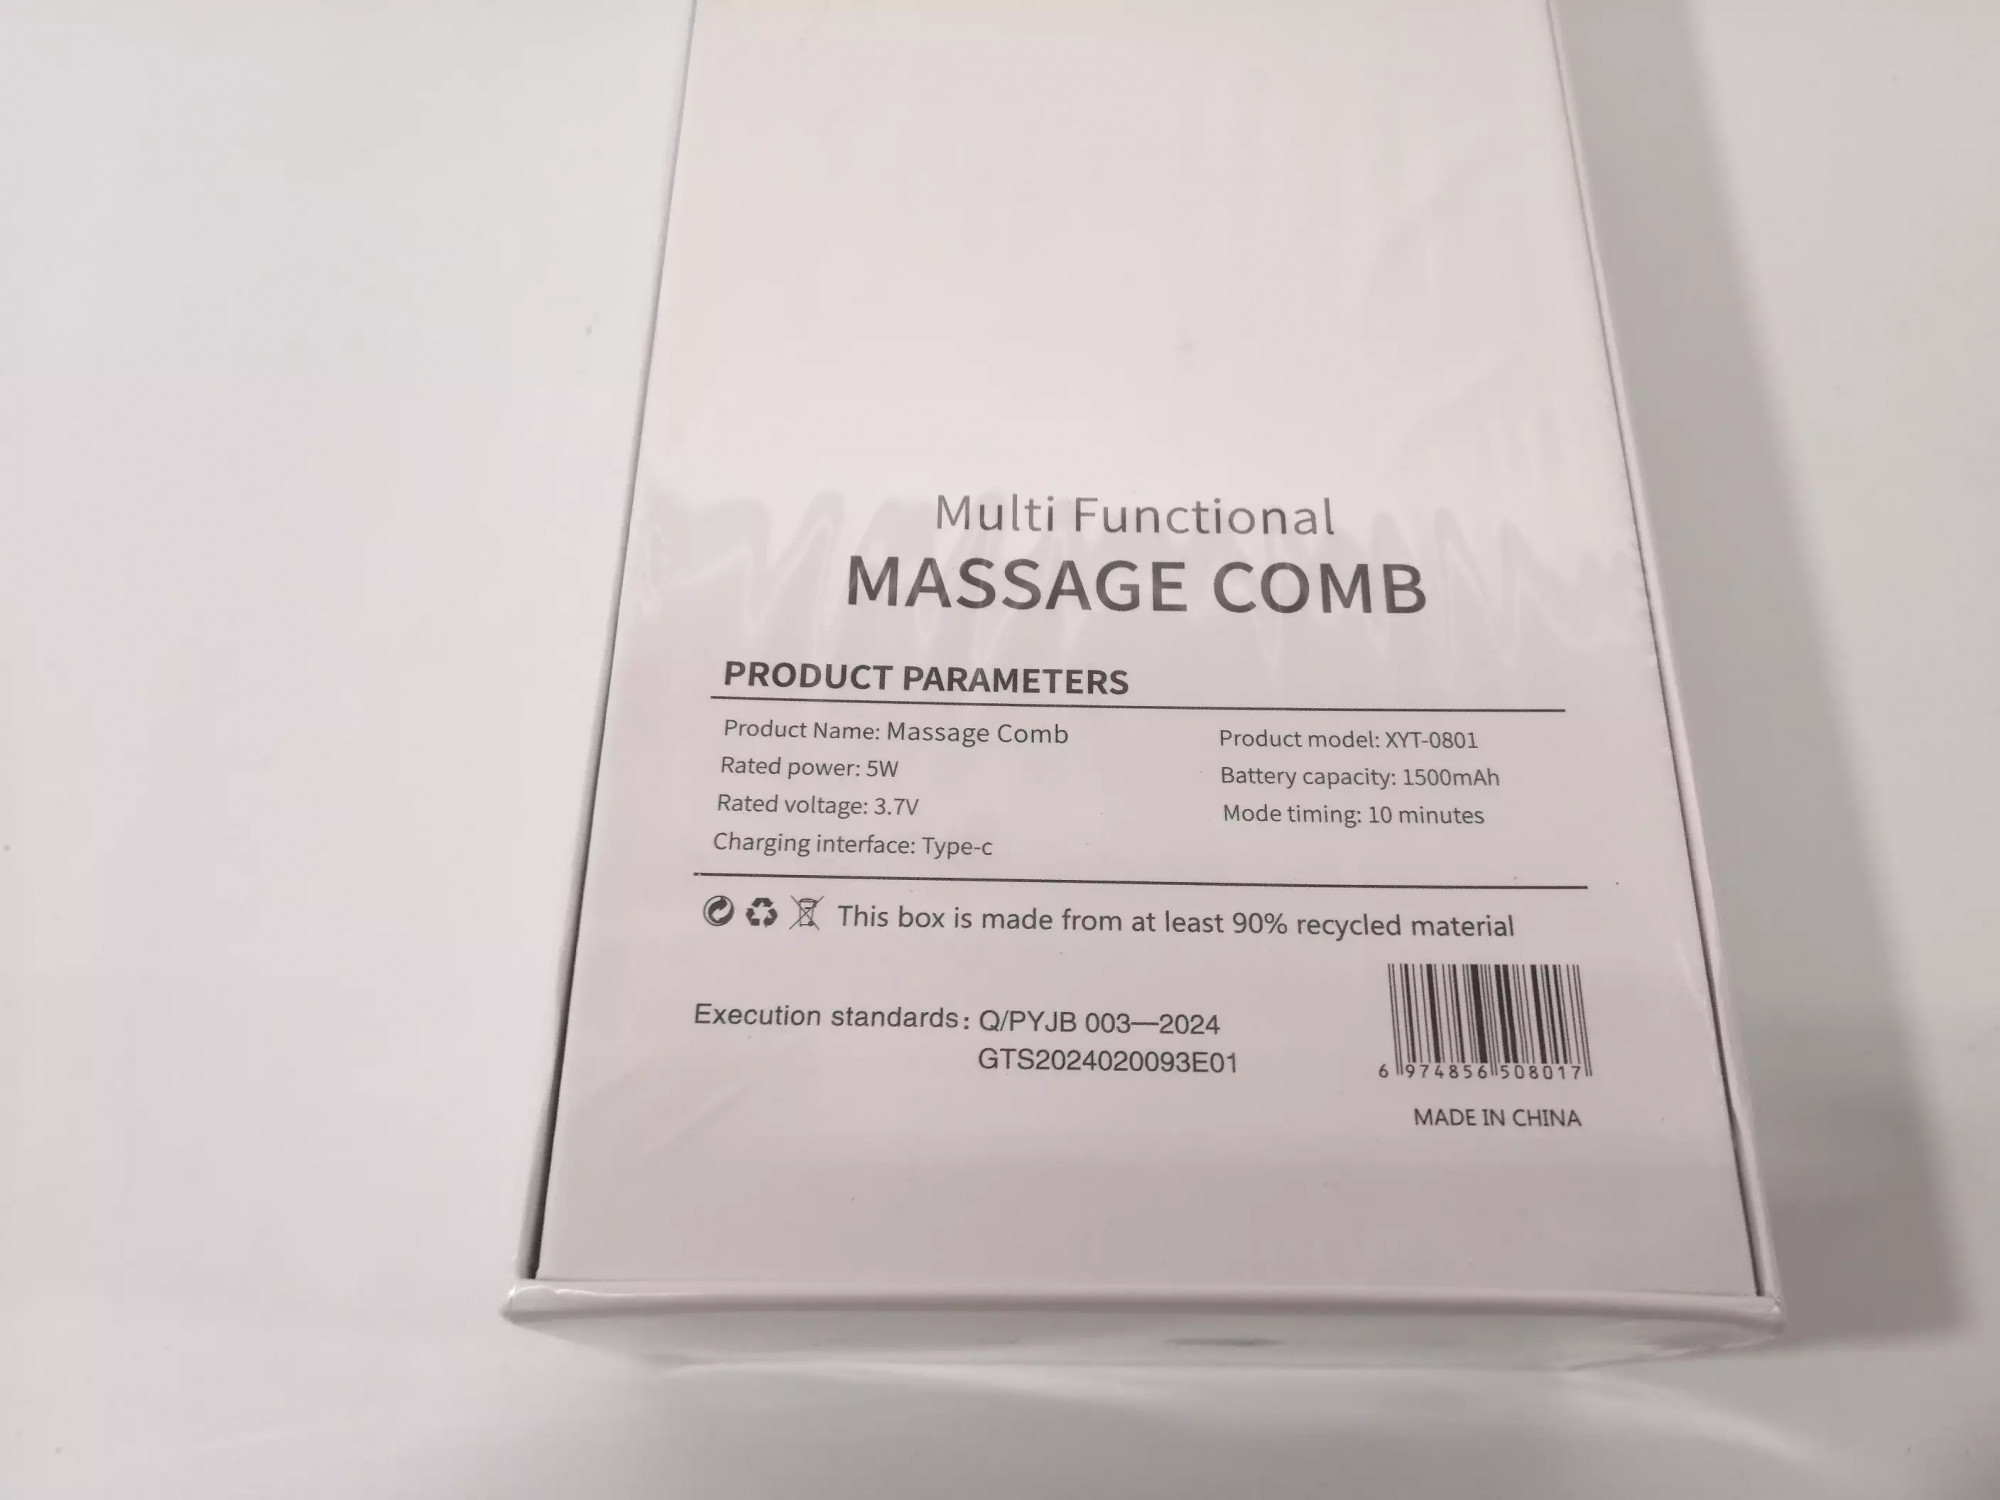 Multi Functional
MASSAGE COMB
PRODUCT PARAMETERS
Product Name: Massage Comb
Rated power: 5W
Rated voltage: 3.7V
Charging interface: Type-c
Product model: XYT-0801
Battery capacity: 1500mAh
Mode timing: 10 minutes
This box is made from at least 90% recycled material
Execution standards: Q/PYJB 003—2024
GTS2024020093E01
6 974856 508017
MADE IN CHINA